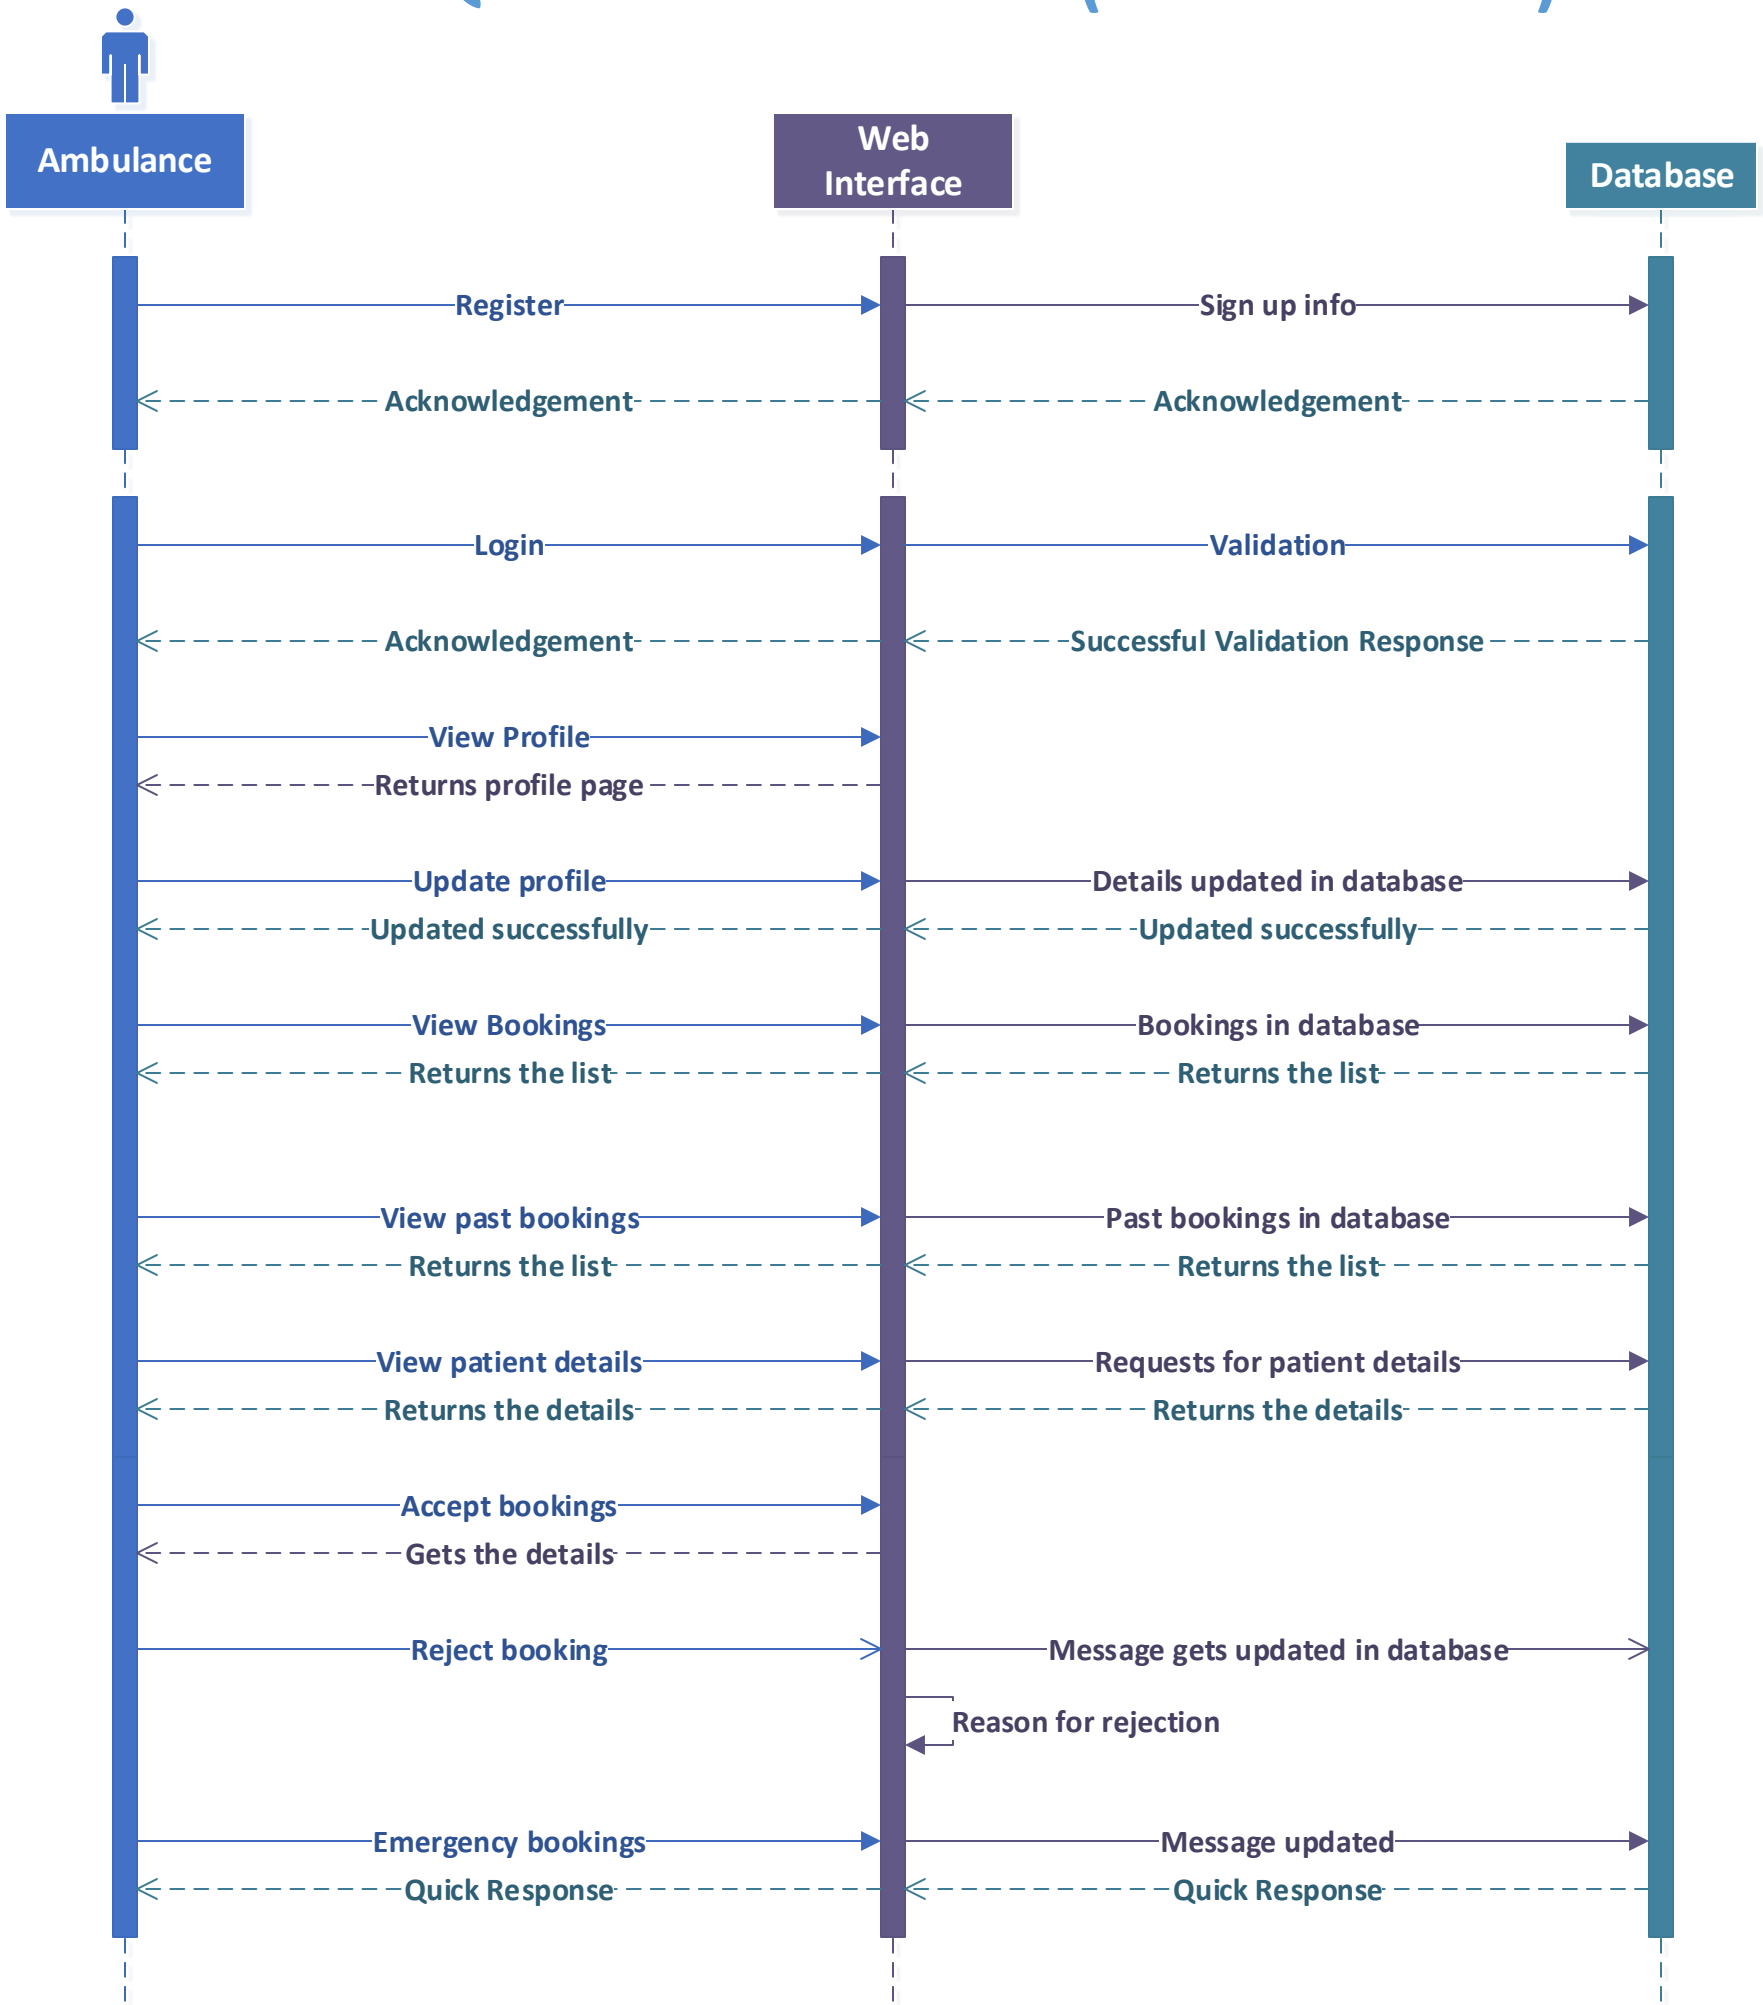 Ambulance
Web
Interface
Database
Register
Sign up info
Acknowledgement
Acknowledgement
Login
Validation
Acknowledgement
Successful Validation Response
View Profile
Returns profile page
Update profile
Details updated in database
Updated successfully
Updated successfully
View Bookings
Bookings in database
Returns the list
Returns the list
View past bookings
Past bookings in database
Returns the list
Returns the list
View patient details
Requests for patient details
Returns the details
Returns the details
Accept bookings
Gets the details
Reject booking
Message gets updated in database
Reason for rejection
Emergency bookings
Message updated
Quick Response
Quick Response